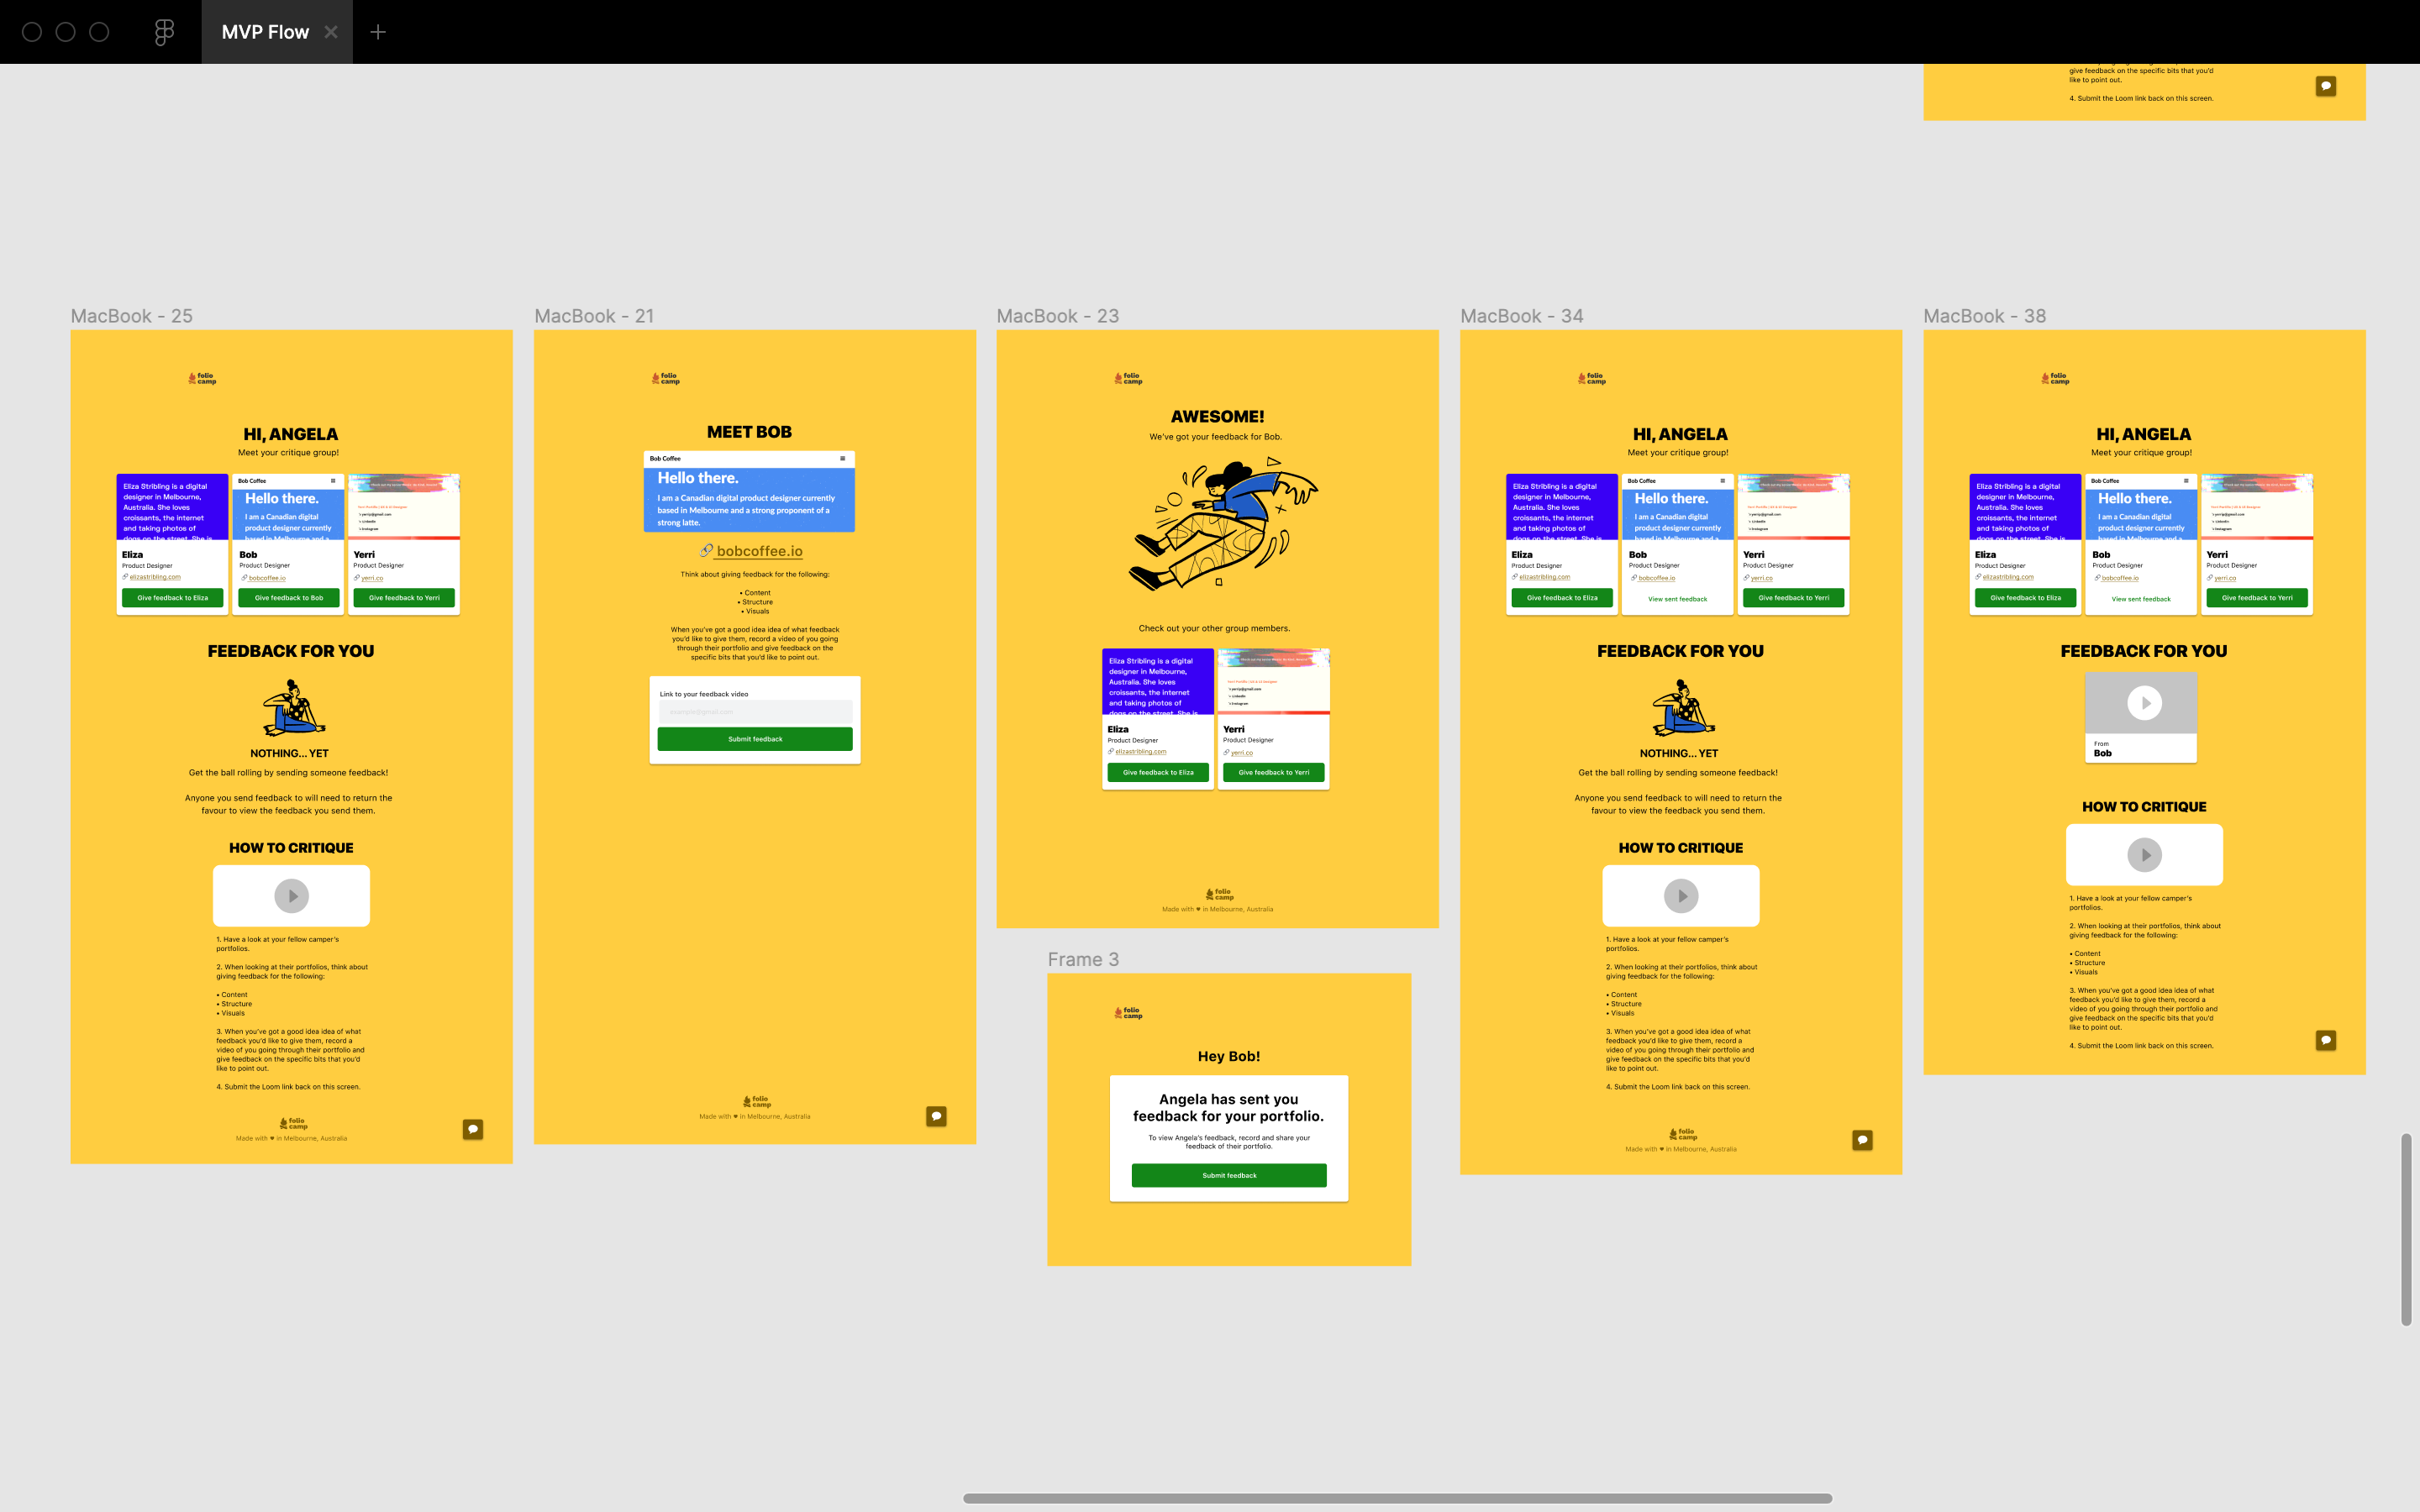 MVP Flow
give feedback on the specific bits that you'd
like to point out.
4. Submit the Loom link back on this screen.
MacBook - 25
folio
camp
HI, ANGELA
Meet your critique group!
Eliza Stribling is a digital
designer in Melbourne,
Australia. She loves
croissants, the internet
and taking photos of
dogs on the street. She is
Eliza
Product Designer
elizastribling.com
Give feedback to Eliza
Bob Coffee
Hello there.
I am a Canadian digital
product designer currently
based in Melbourne and a
Bob
Product Designer
bobcoffee.io
Give feedback to Bob
Yerri
Product Designer
yerri.co
Give feedback to Yerri
FEEDBACK FOR YOU
NOTHING... YET
Get the ball rolling by sending someone feedback!
Anyone you send feedback to will need to return the
favour to view the feedback you send them.
HOW TO CRITIQUE
1. Have a look at your fellow camper's
portfolios.
2. When looking at their portfolios, think about
giving feedback for the following:
• Content
• Structure
• Visuals
3. When you've got a good idea idea of what
feedback you'd like to give them, record a
video of you going through their portfolio and
give feedback on the specific bits that you'd
like to point out.
4. Submit the Loom link back on this screen.
folio
camp
Made with ♥ in Melbourne, Australia
MacBook - 21
folio
camp
MEET BOB
Bob Coffee
Hello there.
I am a Canadian digital product designer currently
based in Melbourne and a strong proponent of a
strong latte.
bobcoffee.io
Think about giving feedback for the following:
• Content
• Structure
• Visuals
When you've got a good idea idea of what feedback
you'd like to give them, record a video of you going
through their portfolio and give feedback on the
specific bits that you'd like to point out.
Link to your feedback video
example@gmail.com
Submit feedback
folio
camp
Made with ♥ in Melbourne, Australia
MacBook - 23
folio
camp
AWESOME!
We've got your feedback for Bob.
Check out your other group members.
Eliza Stribling is a digital
designer in Melbourne,
Australia. She loves
croissants, the internet
and taking photos of
dogs on the street. She is
Eliza
Product Designer
elizastribling.com
Give feedback to Eliza
Yerri
Product Designer
yerri.co
Give feedback to Yerri
folio
camp
Made with ♥ in Melbourne, Australia
Frame 3
folio
camp
Hey Bob!
Angela has sent you
feedback for your portfolio.
To view Angela's feedback, record and share your
feedback of their portfolio.
Submit feedback
MacBook - 34
folio
camp
HI, ANGELA
Meet your critique group!
Eliza Stribling is a digital
designer in Melbourne,
Australia. She loves
croissants, the internet
and taking photos of
dogs on the street. She is
Eliza
Product Designer
elizastribling.com
Give feedback to Eliza
Bob Coffee
Hello there.
I am a Canadian digital
product designer currently
based in Melbourne and a
Bob
Product Designer
bobcoffee.io
View sent feedback
Yerri
Product Designer
yerri.co
Give feedback to Yerri
FEEDBACK FOR YOU
NOTHING... YET
Get the ball rolling by sending someone feedback!
Anyone you send feedback to will need to return the
favour to view the feedback you send them.
HOW TO CRITIQUE
1. Have a look at your fellow camper's
portfolios.
2. When looking at their portfolios, think about
giving feedback for the following:
• Content
• Structure
• Visuals
3. When you've got a good idea idea of what
feedback you'd like to give them, record a
video of you going through their portfolio and
give feedback on the specific bits that you'd
like to point out.
4. Submit the Loom link back on this screen.
folio
camp
Made with ♥ in Melbourne, Australia
MacBook - 38
folio
camp
HI, ANGELA
Meet your critique group!
Eliza Stribling is a digital
designer in Melbourne,
Australia. She loves
croissants, the internet
and taking photos of
dogs on the street. She is
Eliza
Product Designer
elizastribling.com
Give feedback to Eliza
Bob Coffee
Hello there.
I am a Canadian digital
product designer currently
based in Melbourne and a
Bob
Product Designer
bobcoffee.io
View sent feedback
Yerri
Product Designer
yerri.co
Give feedback to Yerri
FEEDBACK FOR YOU
From
Bob
HOW TO CRITIQUE
1. Have a look at your fellow camper's
portfolios.
2. When looking at their portfolios, think about
giving feedback for the following:
• Content
• Structure
• Visuals
3. When you've got a good idea idea of what
feedback you'd like to give them, record a
video of you going through their portfolio and
give feedback on the specific bits that you'd
like to point out.
4. Submit the Loom link back on this screen.